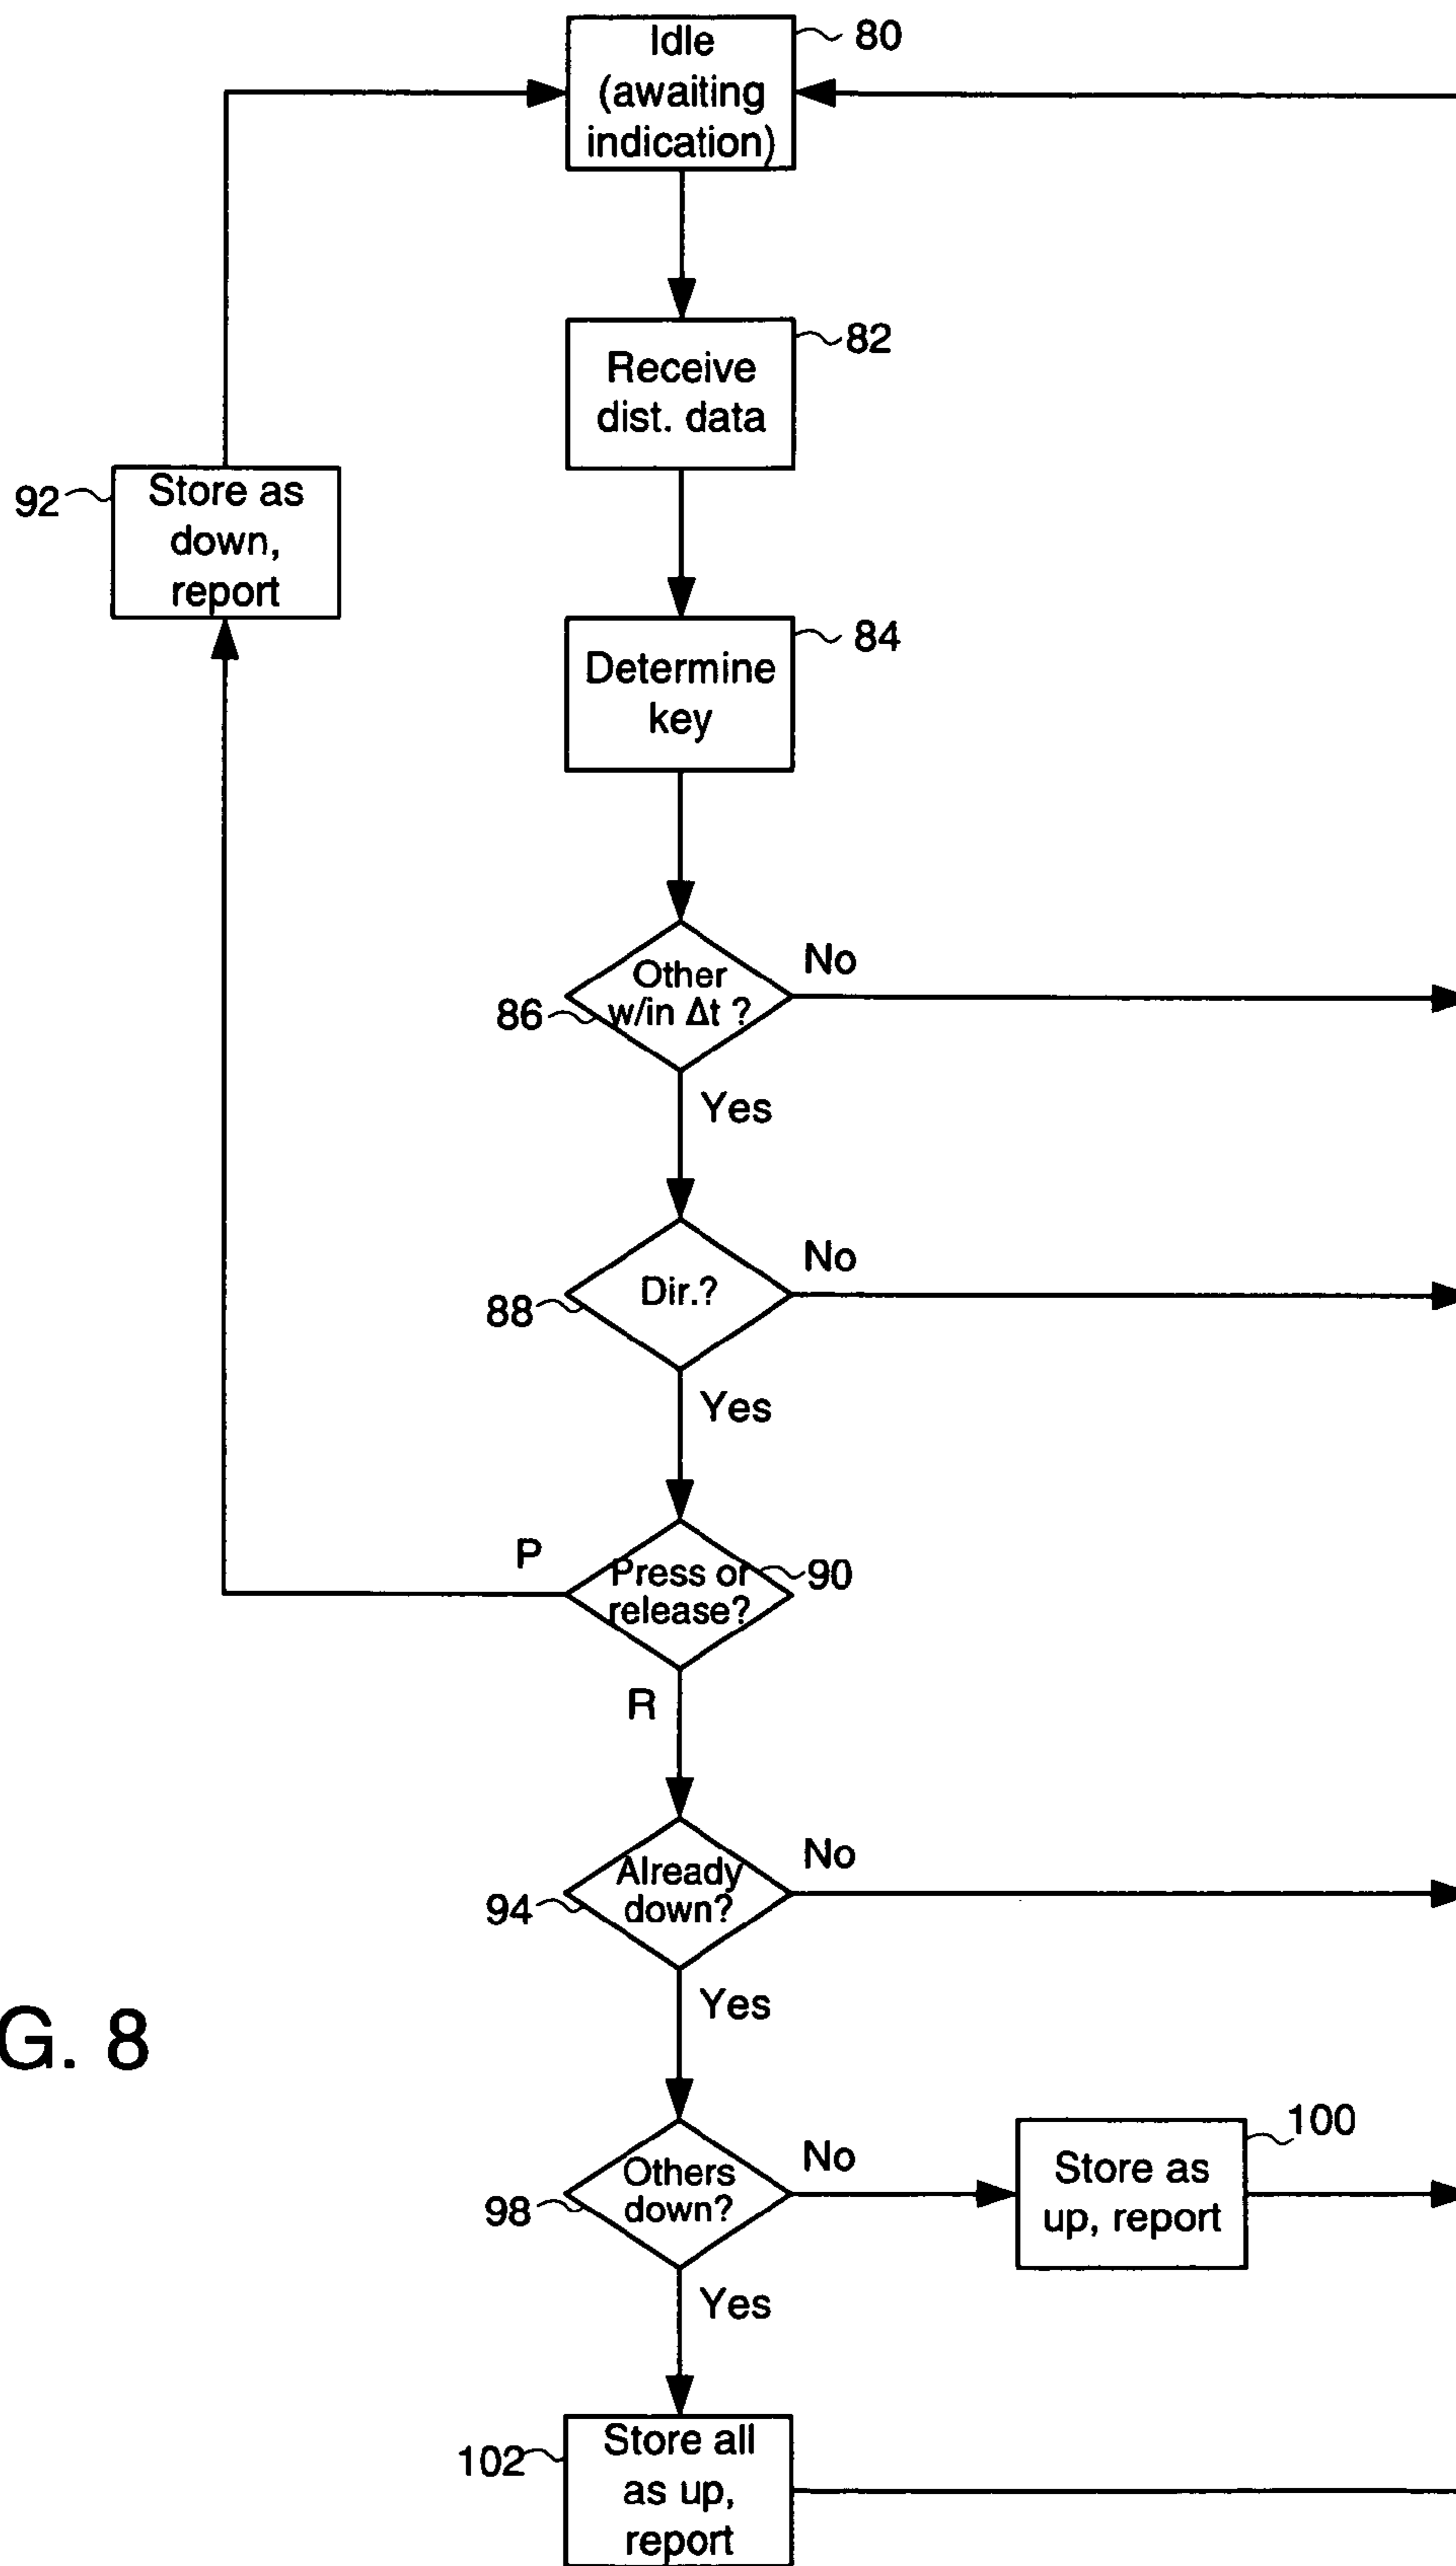 Idle
(awaiting
indication)
80
Receive
dist. data
82
Store as
down,
report
92
Determine
key
84
Other
w/in Δt ?
86
No
Yes
Dir.?
88
No
Yes
Press or
release?
90
P
R
Already
down?
94
No
Yes
G. 8
Others
down?
98
No
Store as
up, report
100
Yes
Store all
as up,
report
102